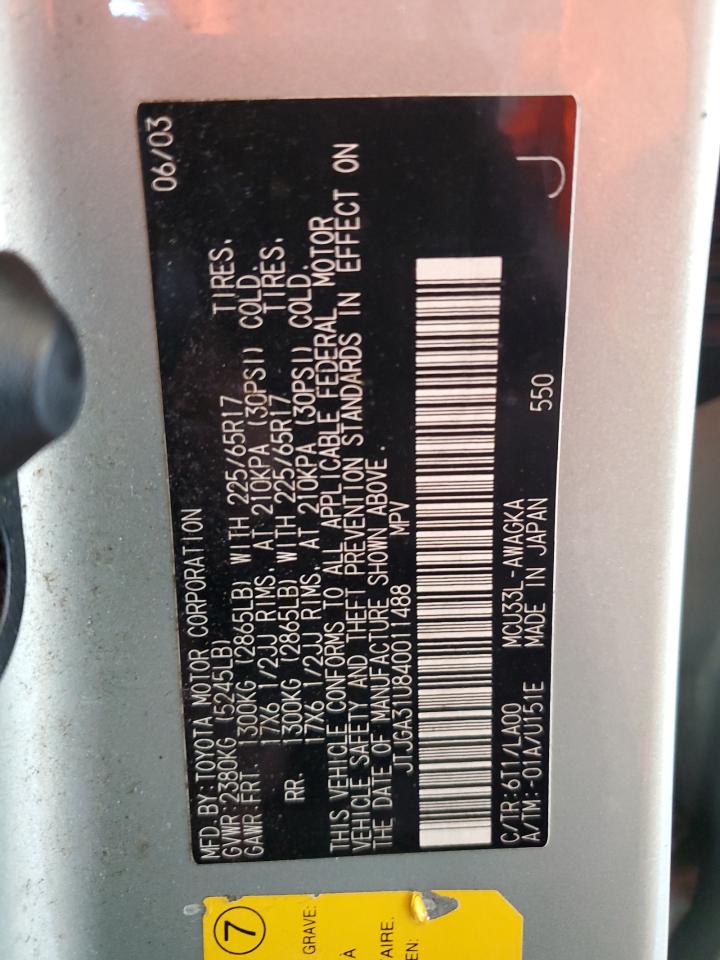 MFD. BY: TOYOTA MOTOR CORPORATION 06/03
GVWR: 2380KG (5245LB)
GAWR: FRT. 1300KG (2865LB) WITH 225/65R17 TIRES,
17X6 1/2JJ RIMS, AT 210KPA (30PSI) COLD.
RR. 1300KG (2865LB) WITH 225/65R17 TIRES,
17X6 1/2JJ RIMS, AT 210KPA (30PSI) COLD.
THIS VEHICLE CONFORMS TO ALL APPLICABLE FEDERAL MOTOR
VEHICLE SAFETY AND THEFT PREVENTION STANDARDS IN EFFECT ON
THE DATE OF MANUFACTURE SHOWN ABOVE.
JTJGA31U840011488 MPV
C/TR: 6T1/LA00 MCU33L-AWAGKA
A/TM: -01A/U151E MADE IN JAPAN 550
J
7
GRAVE:
À
FAIRE,
EN: